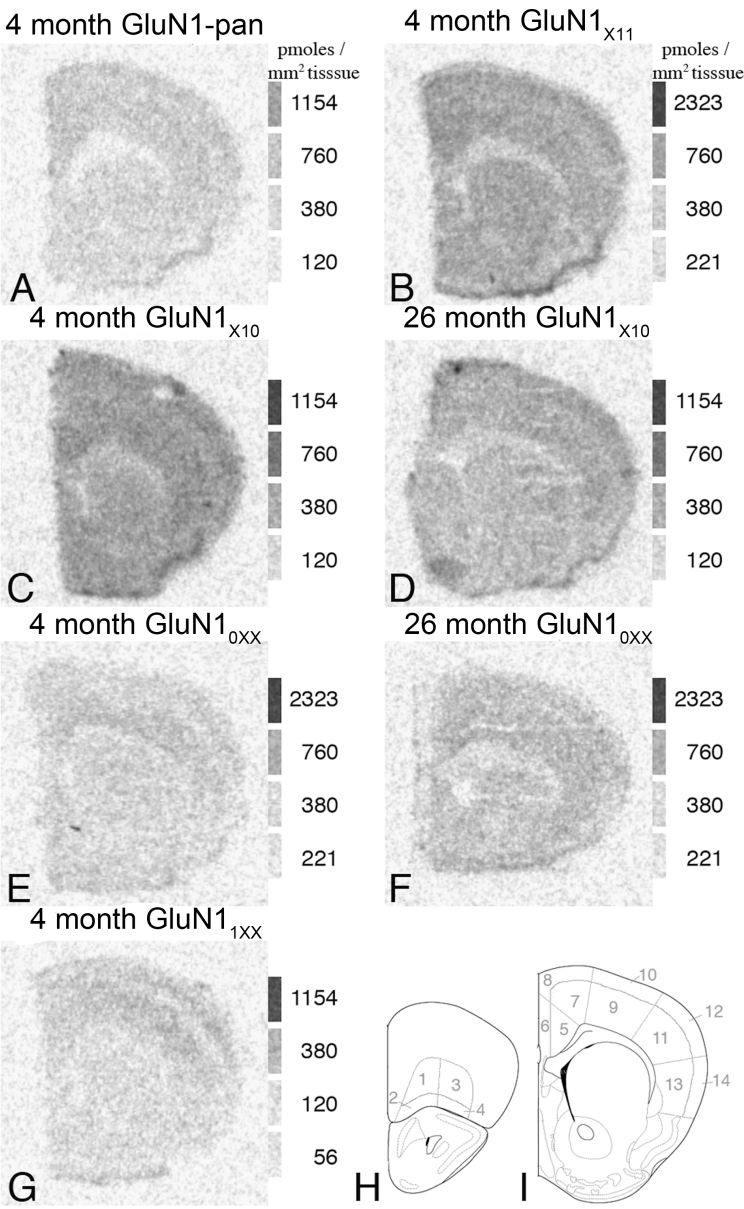 4 month GluN1-pan
pmoles /
mm2 tisssue
1154
760
380
120
A
4 month GluN1X11
pmoles /
mm2 tisssue
2323
760
380
221
B
4 month GluN1X10
1154
760
380
120
C
26 month GluN1X10
1154
760
380
120
D
4 month GluN10XX
2323
760
380
221
E
26 month GluN10XX
2323
760
380
221
F
4 month GluN11XX
1154
380
120
56
G
1
3
2
4
H
8
10
7
9
12
6
5
11
13
14
I